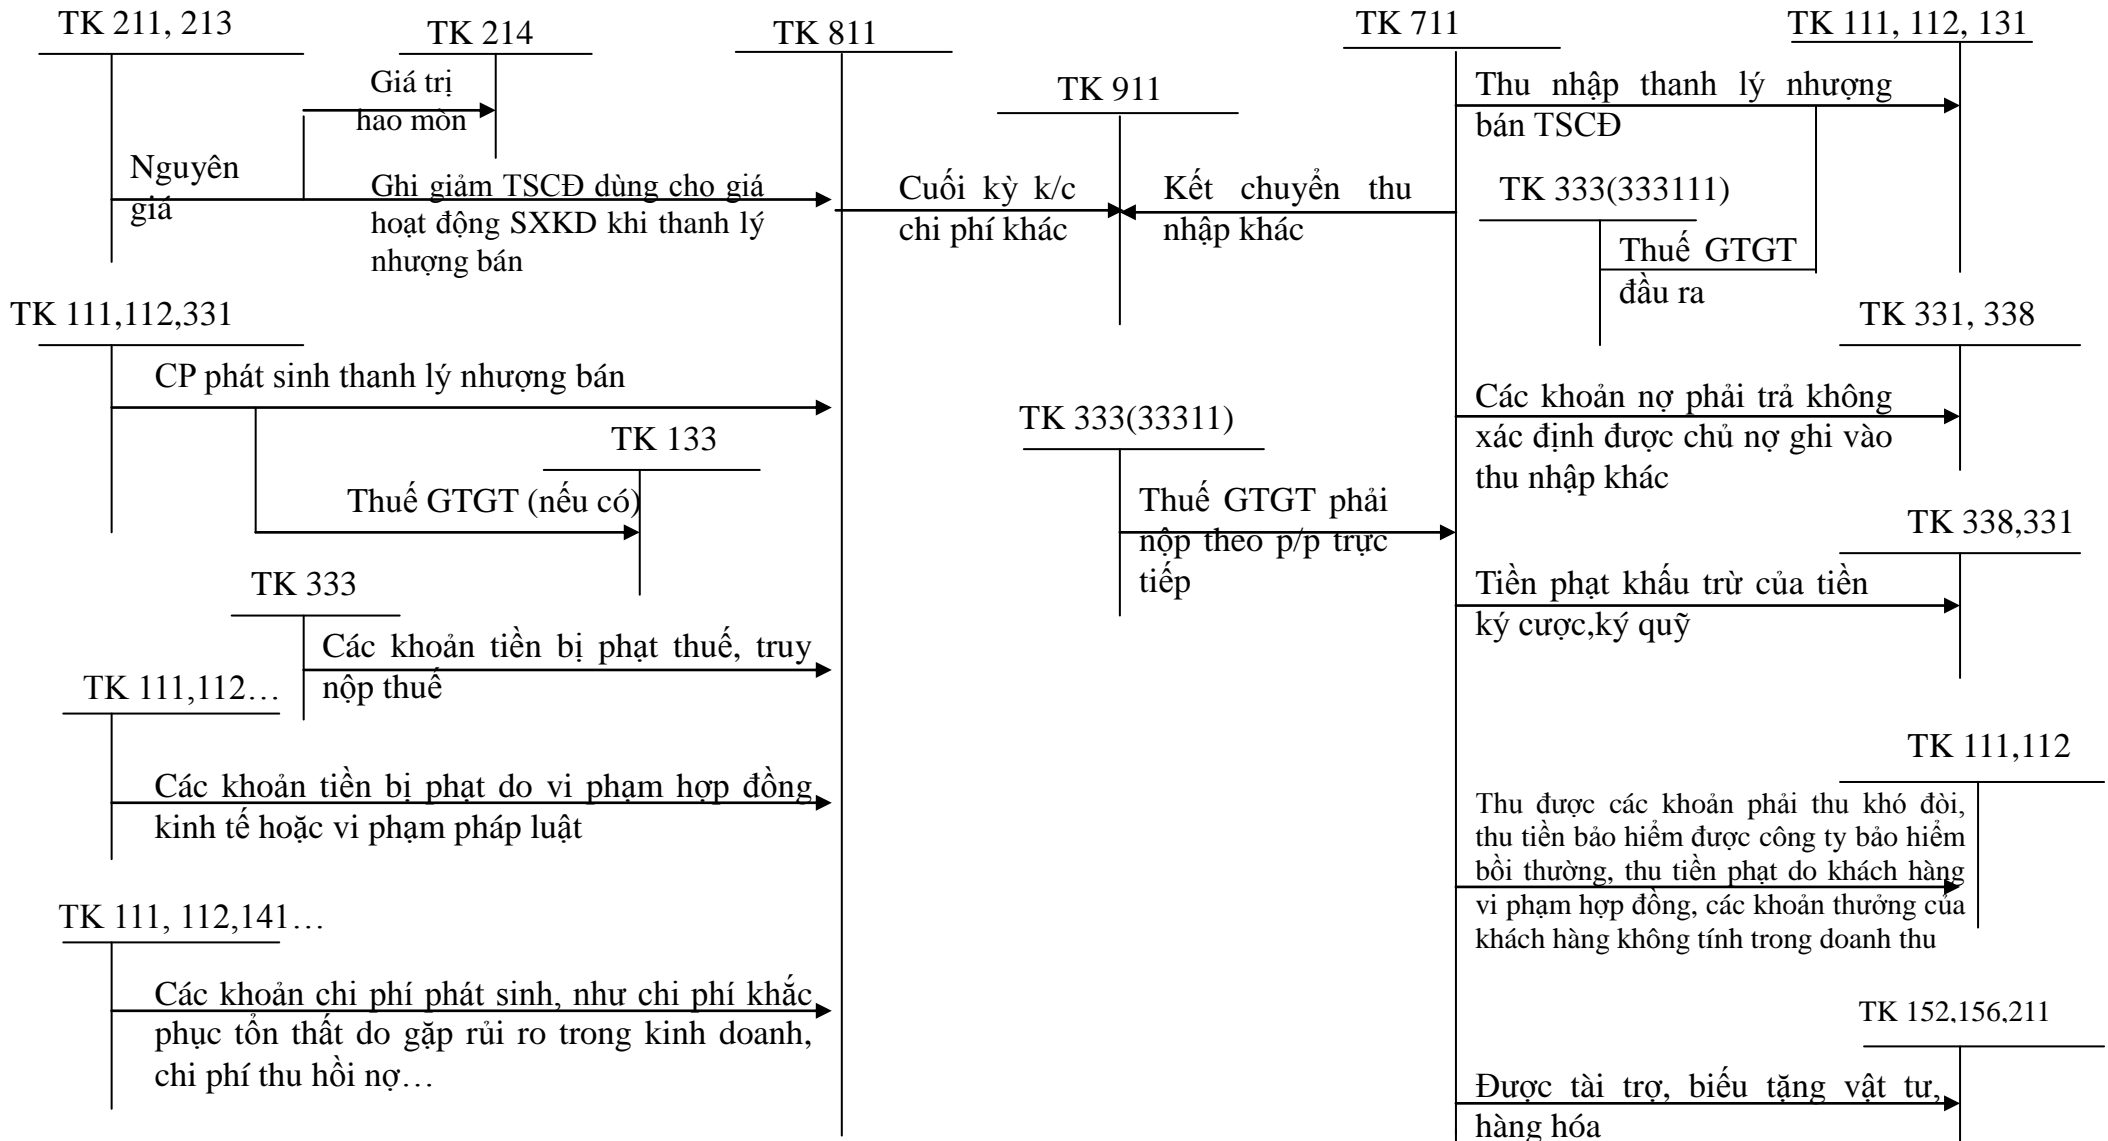 TK 211, 213
TK 214
TK 811
TK 711
TK 111, 112, 131
Giá trị
hao mòn
TK 911
Thu nhập thanh lý nhượng
bán TSCĐ
Nguyên
giá
Ghi giảm TSCĐ dùng cho giá
hoạt động SXKD khi thanh lý
nhượng bán
Cuối kỳ k/c
chi phí khác
Kết chuyển thu
nhập khác
TK 333(333111)
Thuế GTGT
đầu ra
TK 111,112,331
TK 331, 338
CP phát sinh thanh lý nhượng bán
Các khoản nợ phải trả không
xác định được chủ nợ ghi vào
thu nhập khác
TK 333(33311)
TK 133
Thuế GTGT (nếu có)
Thuế GTGT phải
nộp theo p/p trực
tiếp
TK 338,331
TK 333
Tiền phạt khấu trừ của tiền
ký cược,ký quỹ
Các khoản tiền bị phạt thuế, truy
nộp thuế
TK 111,112…
TK 111,112
Các khoản tiền bị phạt do vi phạm hợp đồng
kinh tế hoặc vi phạm pháp luật
Thu được các khoản phải thu khó đòi,
thu tiền bảo hiểm được công ty bảo hiểm
bồi thường, thu tiền phạt do khách hàng
vi phạm hợp đồng, các khoản thưởng của
khách hàng không tính trong doanh thu
TK 111, 112,141…
Các khoản chi phí phát sinh, như chi phí khắc
phục tổn thất do gặp rủi ro trong kinh doanh,
chi phí thu hồi nợ…
TK 152,156,211
Được tài trợ, biếu tặng vật tư,
hàng hóa